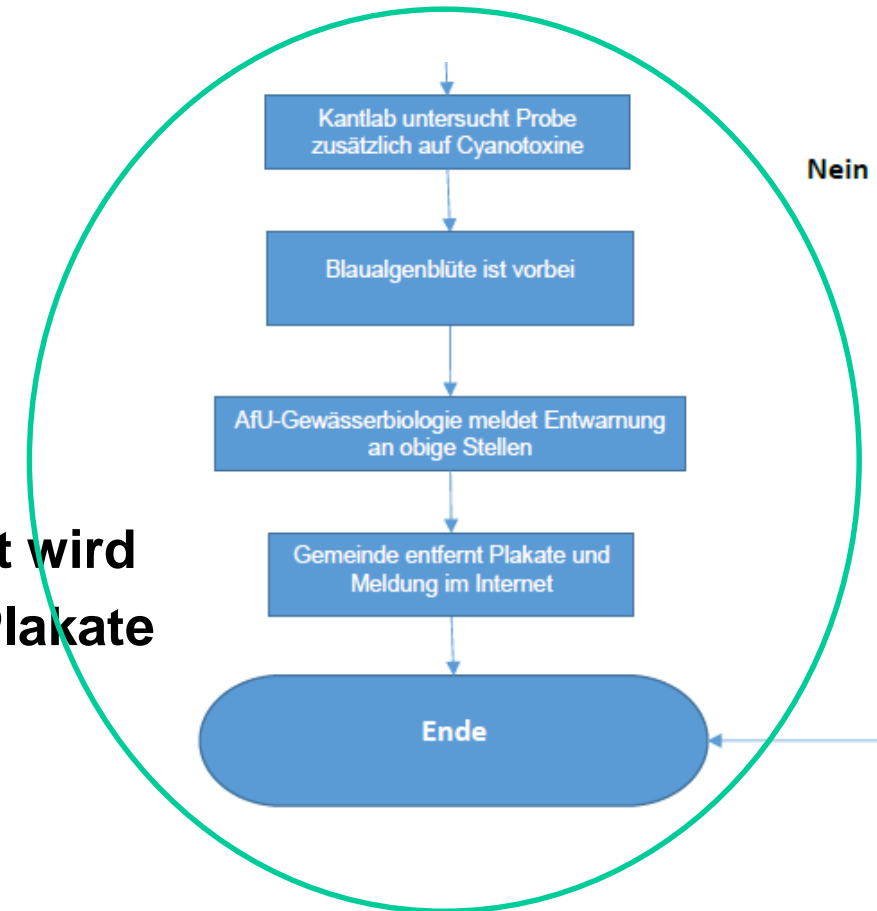 Kantlab untersucht Probe
zusätzlich auf Cyanotoxine
Nein
Blaualgenblüte ist vorbei
AfU-Gewässerbiologie meldet Entwarnung
an obige Stellen
t wird
Plakate
Gemeinde entfernt Plakate und
Meldung im Internet
Ende